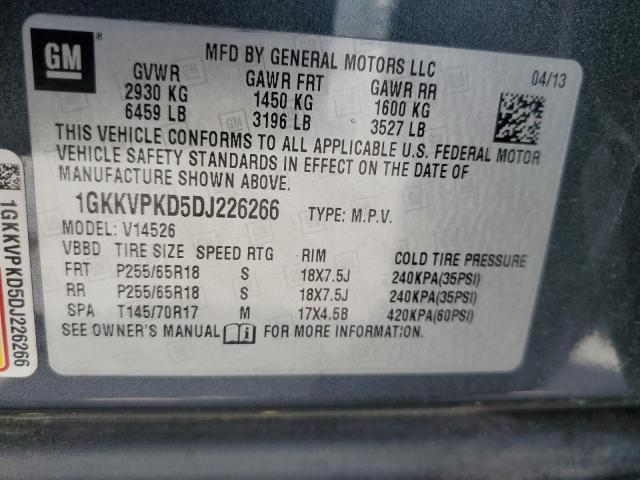 GM ®
MFD BY GENERAL MOTORS LLC
04/13
GVWR GAWR FRT GAWR RR
2930 KG 1450 KG 1600 KG
6459 LB 3196 LB 3527 LB
THIS VEHICLE CONFORMS TO ALL APPLICABLE U.S. FEDERAL MOTOR
VEHICLE SAFETY STANDARDS IN EFFECT ON THE DATE OF
MANUFACTURE SHOWN ABOVE.
1GKKVPKD5DJ226266 TYPE: M.P.V.
MODEL: V14526
VBBD TIRE SIZE SPEED RTG RIM COLD TIRE PRESSURE
FRT P255/65R18 S 18X7.5J 240KPA(35PSI)
RR P255/65R18 S 18X7.5J 240KPA(35PSI)
SPA T145/70R17 M 17X4.5B 420KPA(60PSI)
SEE OWNER'S MANUAL FOR MORE INFORMATION.
1GKKVPKD5DJ226266